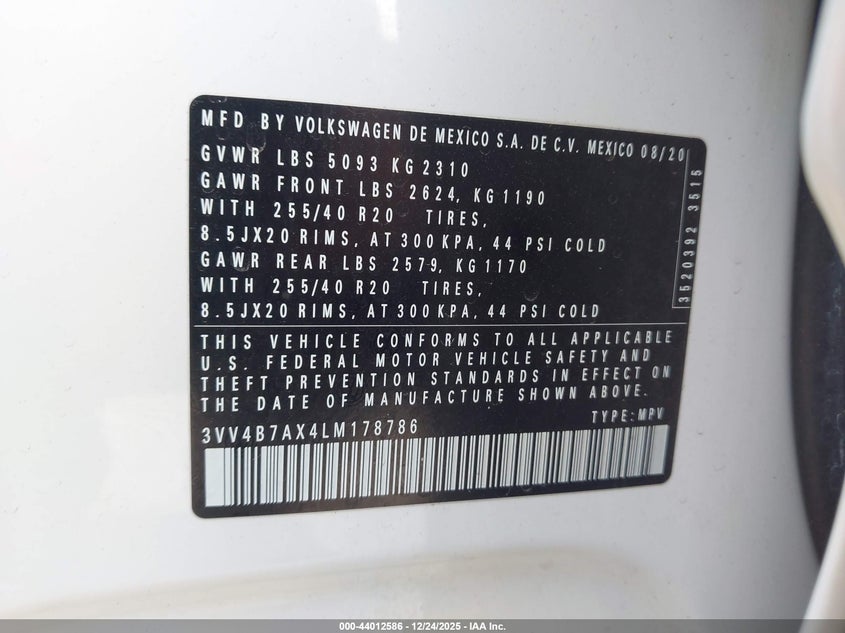 MFD BY VOLKSWAGEN DE MEXICO S.A. DE C.V. MEXICO 08/20
GVWR LBS 5093 KG 2310
GAWR FRONT LBS 2624, KG 1190
WITH 255/40 R20 TIRES,
8.5JX20 RIMS, AT 300 KPA, 44 PSI COLD
GAWR REAR LBS 2579, KG 1170
WITH 255/40 R20 TIRES,
8.5JX20 RIMS, AT 300 KPA, 44 PSI COLD
3520392 3515
THIS VEHICLE CONFORMS TO ALL APPLICABLE
U.S. FEDERAL MOTOR VEHICLE SAFETY AND
THEFT PREVENTION STANDARDS IN EFFECT ON
THE DATE OF MANUFACTURE SHOWN ABOVE.
3VV4B7AX4LM178786 TYPE: MPV
000-44012586 - 12/24/2025 - IAA Inc.